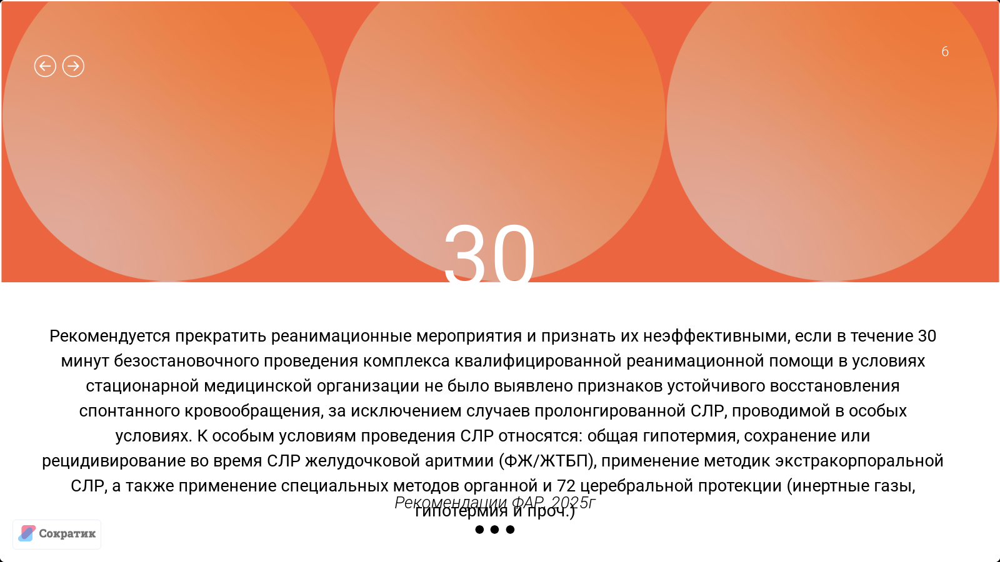 6
30
Рекомендуется прекратить реанимационные мероприятия и признать их неэффективными, если в течение 30
минут безостановочного проведения комплекса квалифицированной реанимационной помощи в условиях
стационарной медицинской организации не было выявлено признаков устойчивого восстановления
спонтанного кровообращения, за исключением случаев пролонгированной СЛР, проводимой в особых
условиях. К особым условиям проведения СЛР относятся: общая гипотермия, сохранение или
рецидивирование во время СЛР желудочковой аритмии (ФЖ/ЖТБП), применение методик экстракорпоральной
СЛР, а также применение специальных методов органной и 72 церебральной протекции (инертные газы,
гипотермия и проч.)
Рекомендации ФАР, 2025г
Сократик